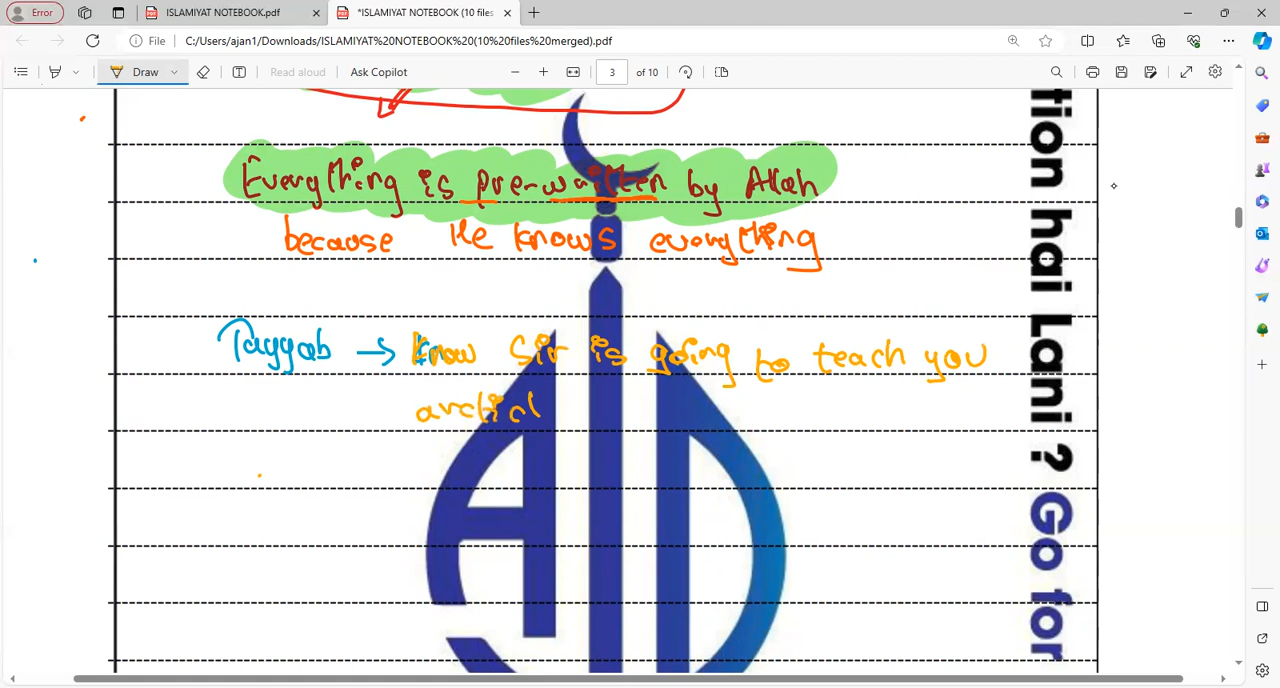 Error
ISLAMIYAT NOTEBOOK.pdf
*ISLAMIYAT NOTEBOOK (10 files
File
C:/Users/ajan1/Downloads/ISLAMIYAT%20NOTEBOOK%20(10%20files%20merged).pdf
Draw
Read aloud
Ask Copilot
3
of 10
Everything is pre-written by Allah
because He knows everything
Tayyab → know Sir is going to teach you
articl
tion hai Lani ? Go for